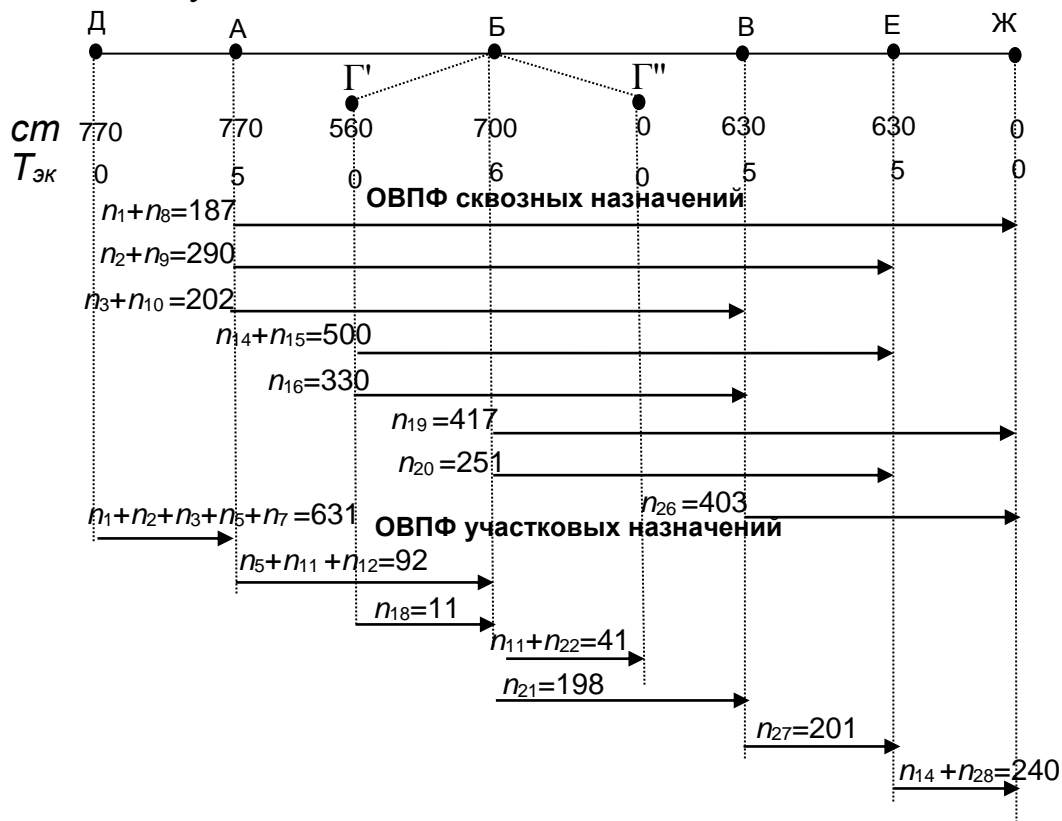 Д А Б В Е Ж
Г' Г"
ст 770 770 560 700 0 630 630 0
Тэк 0 5 0 6 0 5 5 0
ОВПФ сквозных назначений
n₁+n₈=187
n₂+n₉=290
n₃+n₁₀ =202
n₁₄+n₁₅=500
n₁₆=330
n₁₉ =417
n₂₀ =251
n₂₆ =403
n₁+n₂+n₃+n₅+n₇ =631
ОВПФ участковых назначений
n₅+n₁₁ +n₁₂=92
n₁₈=11
n₁₁+n₂₂=41
n₂₁=198
n₂₇=201
n₁₄ +n₂₈=240